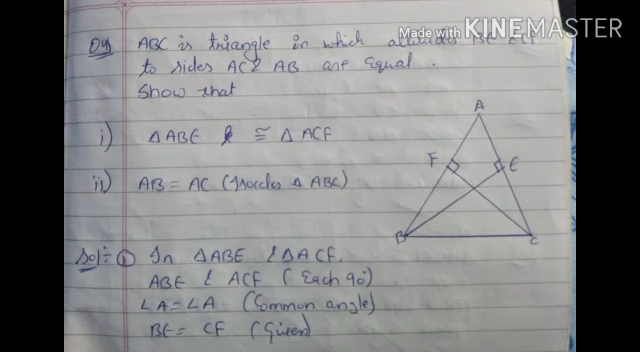 Made with KINEMASTER
Q4 ABC is triangle in which
to sides AC & AB are equal.
Show that
i) △ABE ≅ △ACF
ii) AB = AC (Isoceles △ ABC)
A
F E
B C
Sol:- ① In △ABE & △ACF,
ABE & ACF (Each 90)
∠A = ∠A (Common angle)
BE = CF (Given)